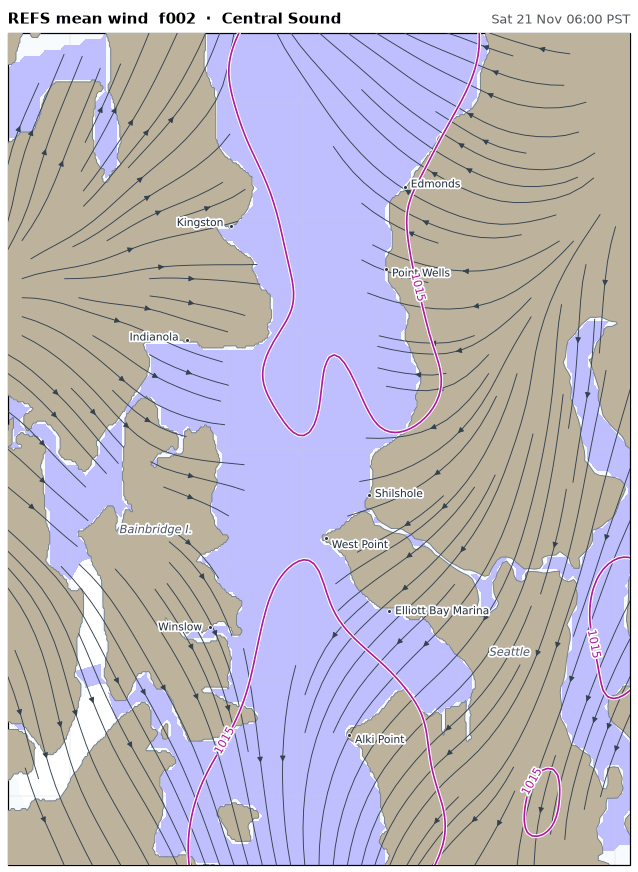 REFS mean wind f002 · Central Sound
Sat 21 Nov 06:00 PST
Edmonds
Kingston
Point Wells
1015
Indianola
Shilshole
Bainbridge I.
West Point
Elliott Bay Marina
Winslow
1015
Seattle
1015
Alki Point
1015